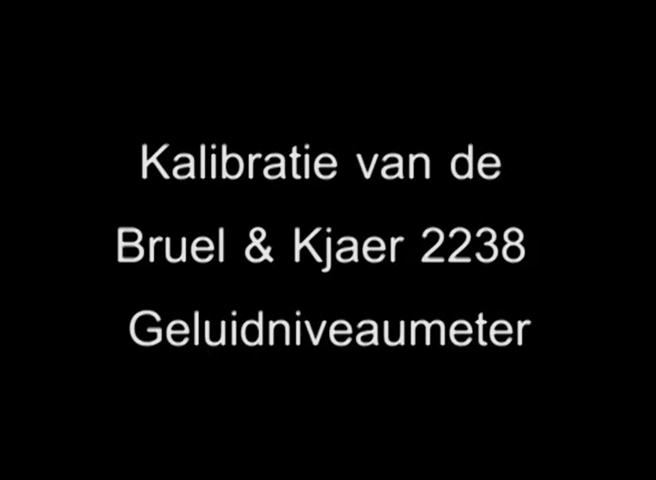 Kalibratie van de
Bruel & Kjaer 2238
Geluidniveaumeter